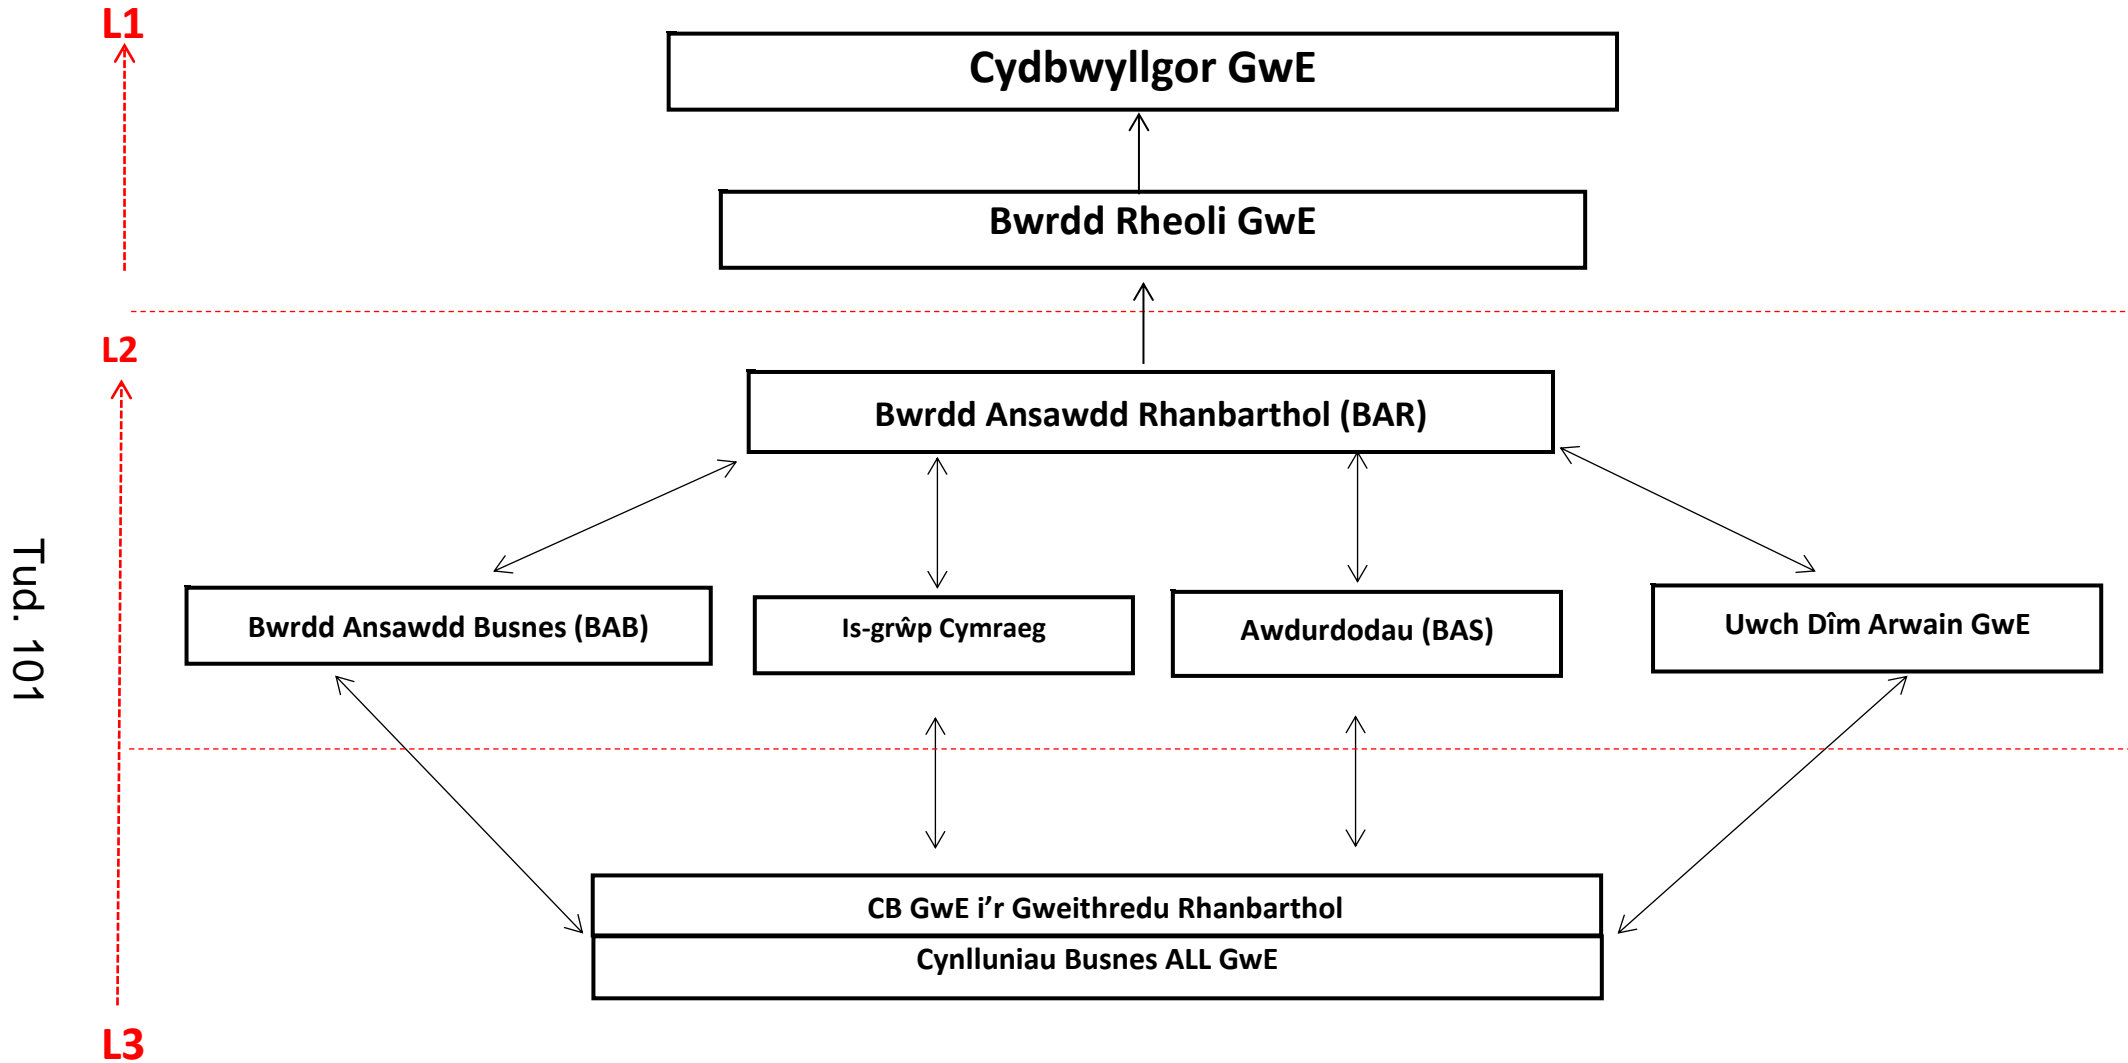 L1
Cydbwyllgor GwE
Bwrdd Rheoli GwE
L2
Bwrdd Ansawdd Rhanbarthol (BAR)
Bwrdd Ansawdd Busnes (BAB)
Is-grŵp Cymraeg
Awdurdodau (BAS)
Uwch Dîm Arwain GwE
Tud. 101
CB GwE i’r Gweithredu Rhanbarthol
Cynlluniau Busnes ALL GwE
L3